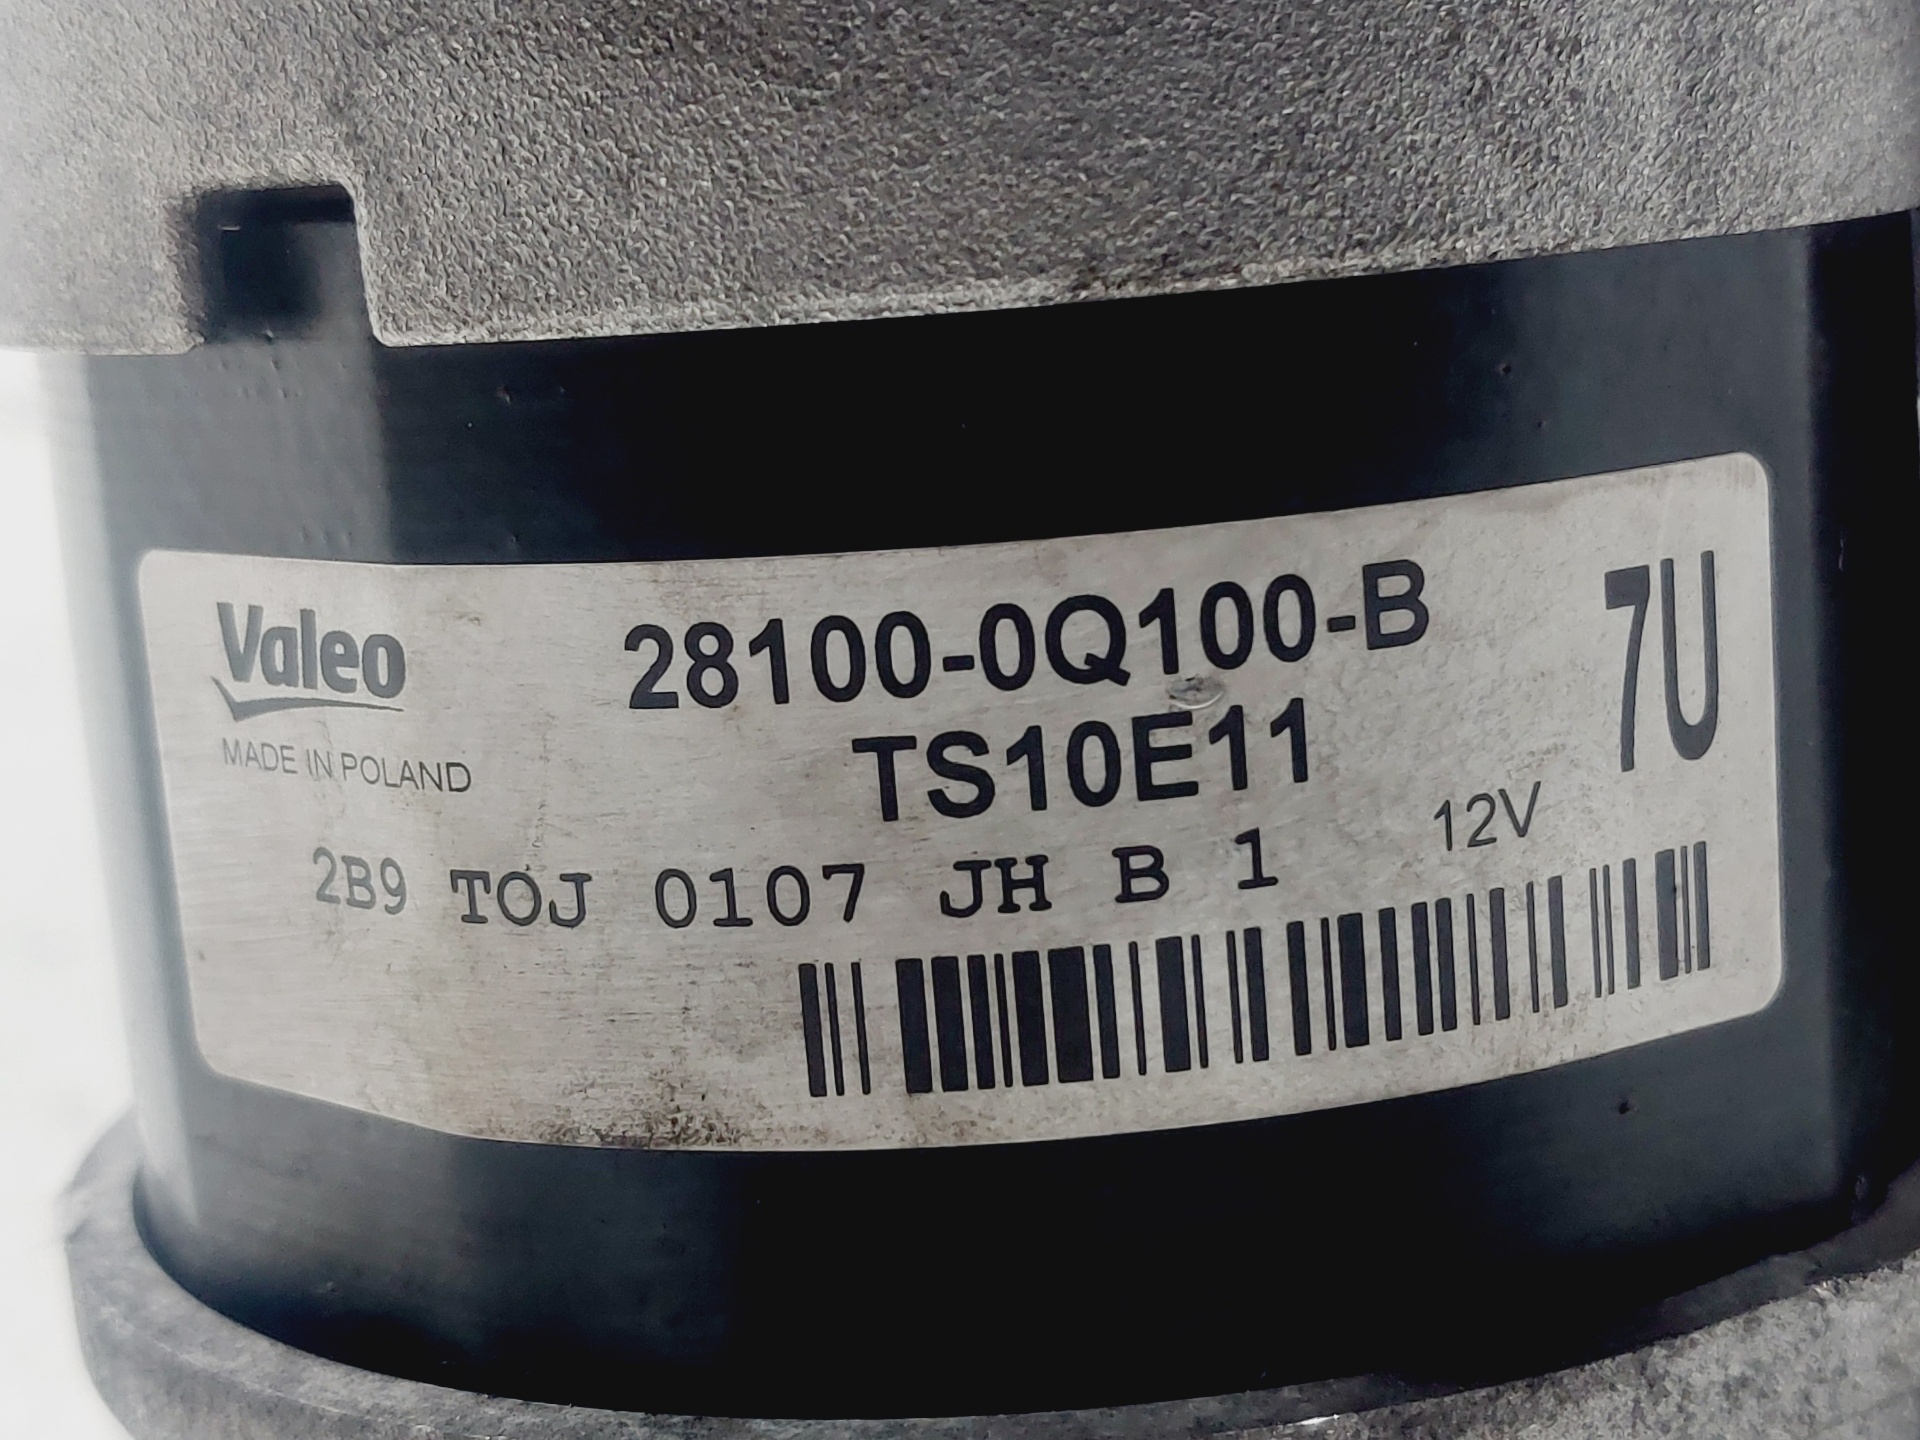 Valeo
MADE IN POLAND
28100-0Q100-B
TS10E11
7U
12V
2B9 TOJ 0107 JH B 1